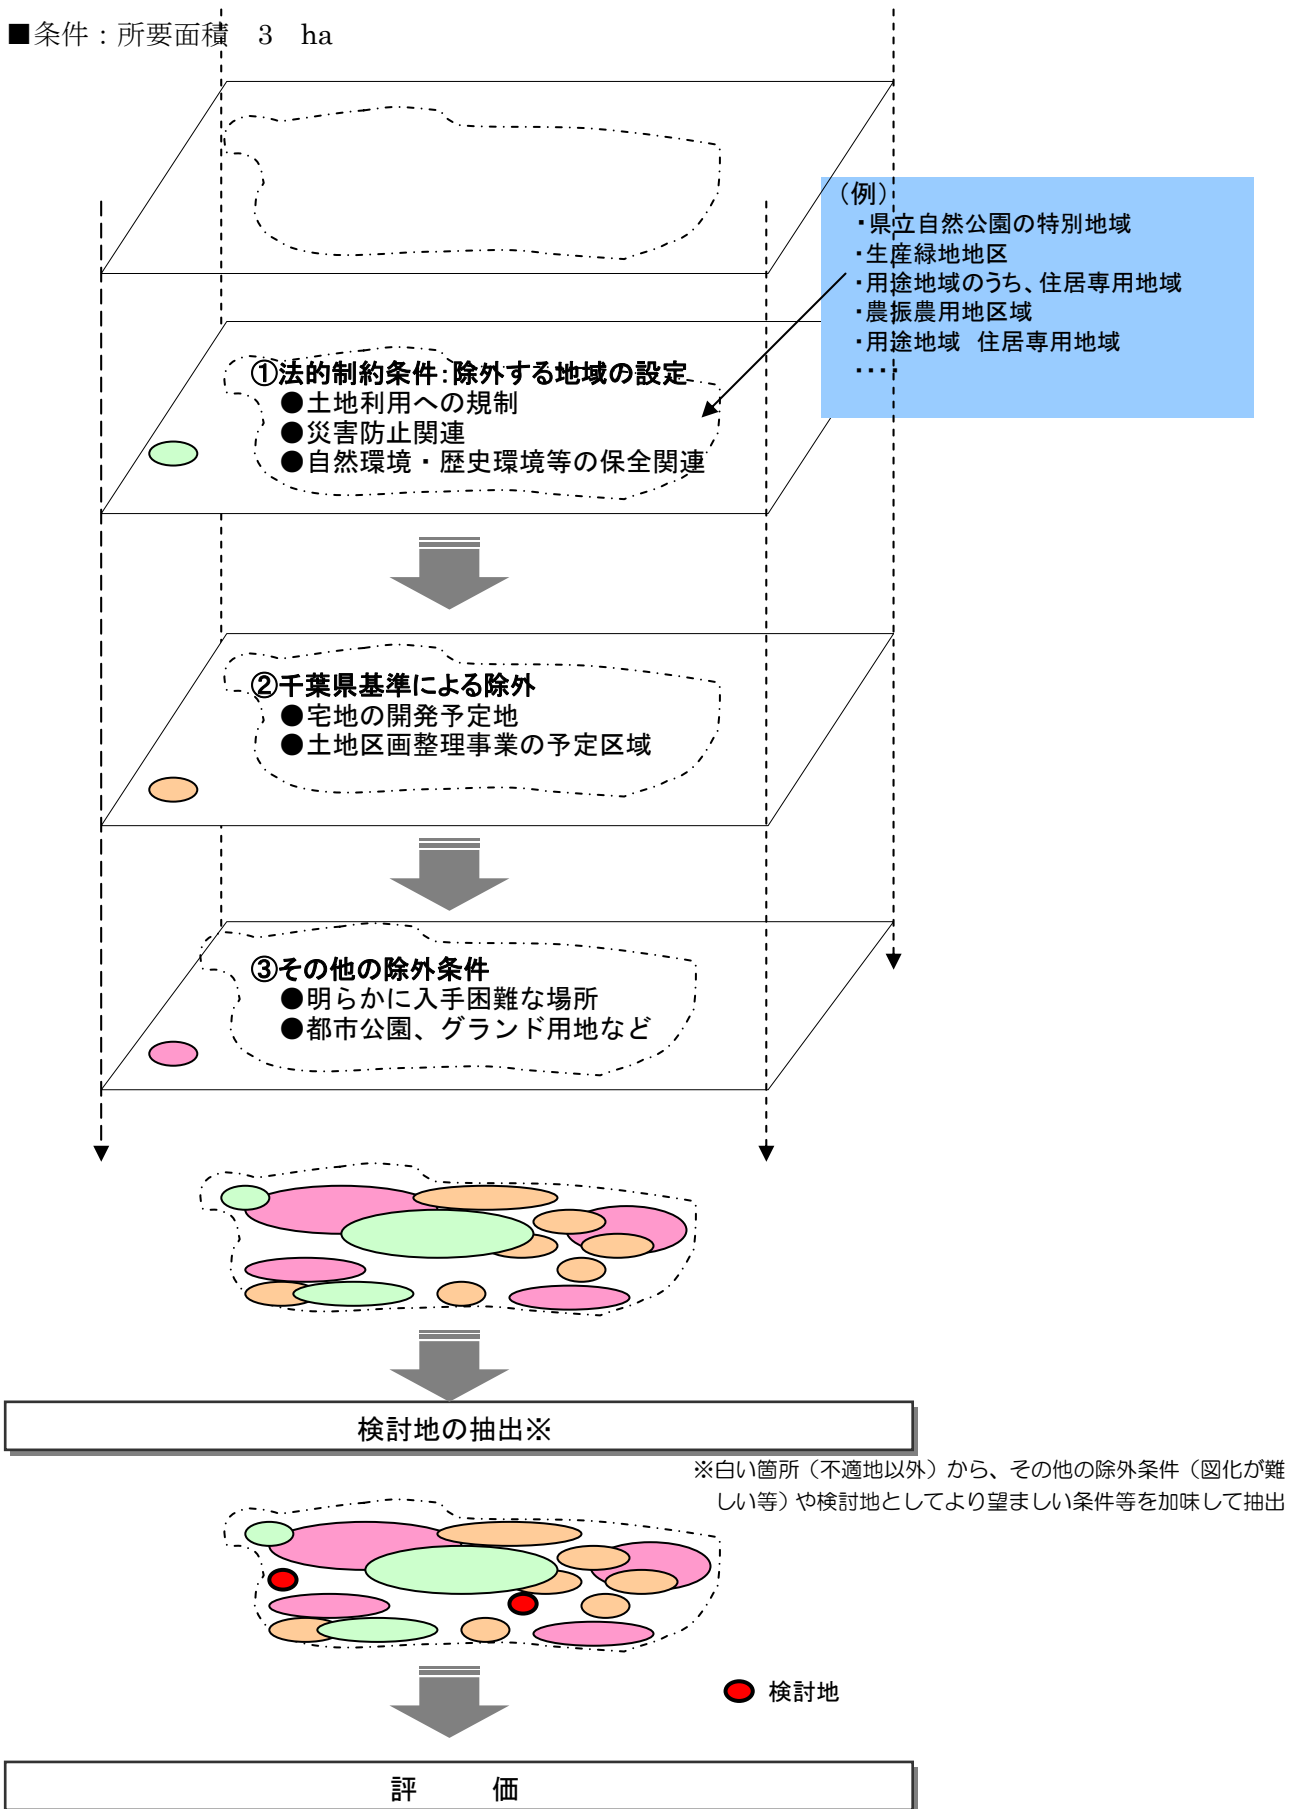 ■条件：所要面積　3　ha
（例）
・県立自然公園の特別地域
・生産緑地地区
・用途地域のうち、住居専用地域
・農振農用地区域
・用途地域　住居専用地域
・・・・
①法的制約条件：除外する地域の設定
●土地利用への規制
●災害防止関連
●自然環境・歴史環境等の保全関連
②千葉県基準による除外
●宅地の開発予定地
●土地区画整理事業の予定区域
③その他の除外条件
●明らかに入手困難な場所
●都市公園、グランド用地など
検討地の抽出※
※白い箇所（不適地以外）から、その他の除外条件（図化が難
しい等）や検討地としてより望ましい条件等を加味して抽出
検討地
評　　価